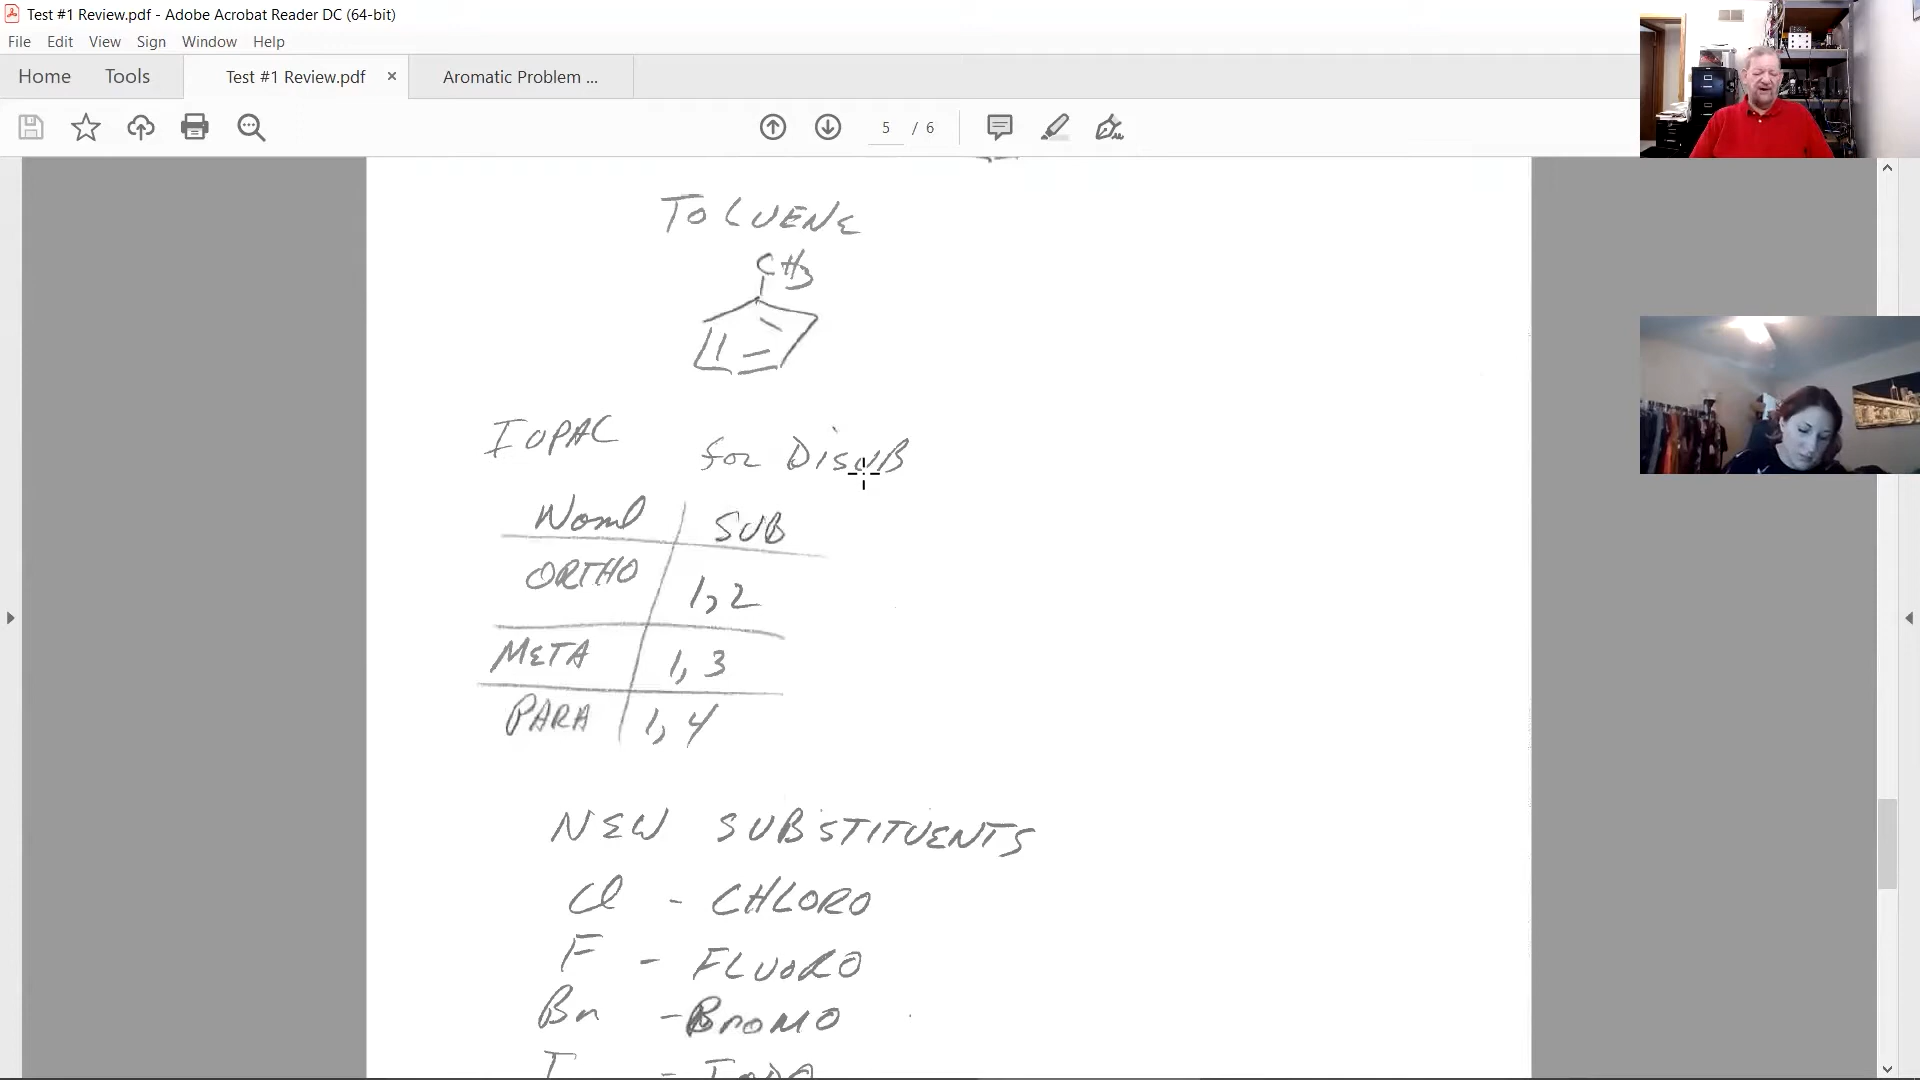 Test #1 Review.pdf - Adobe Acrobat Reader DC (64-bit)
File Edit View Sign Window Help
Home Tools Test #1 Review.pdf × Aromatic Problem ...
5 / 6
TOLUENE
CH3
IUPAC for DiSUB
Word SUB
ORTHO 1,2
META 1,3
PARA 1,4
NEW SUBSTITUENTS
Cl - CHLORO
F - FLUORO
Br - BROMO
I - IODO